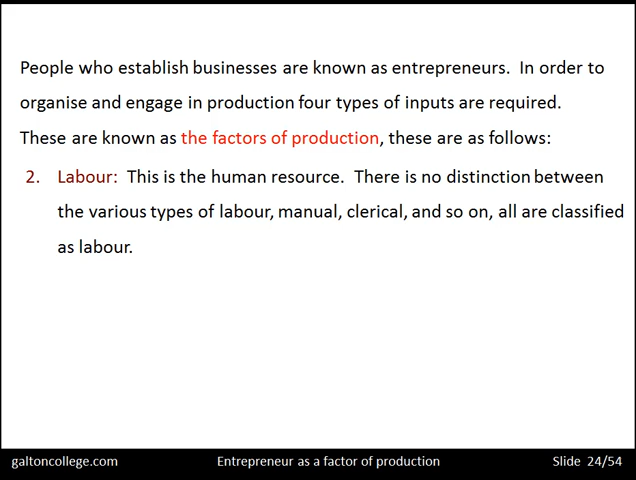 People who establish businesses are known as entrepreneurs. In order to
organise and engage in production four types of inputs are required.
These are known as the factors of production, these are as follows:
2. Labour: This is the human resource. There is no distinction between
the various types of labour, manual, clerical, and so on, all are classified
as labour.
galtoncollege.com Entrepreneur as a factor of production Slide 24/54